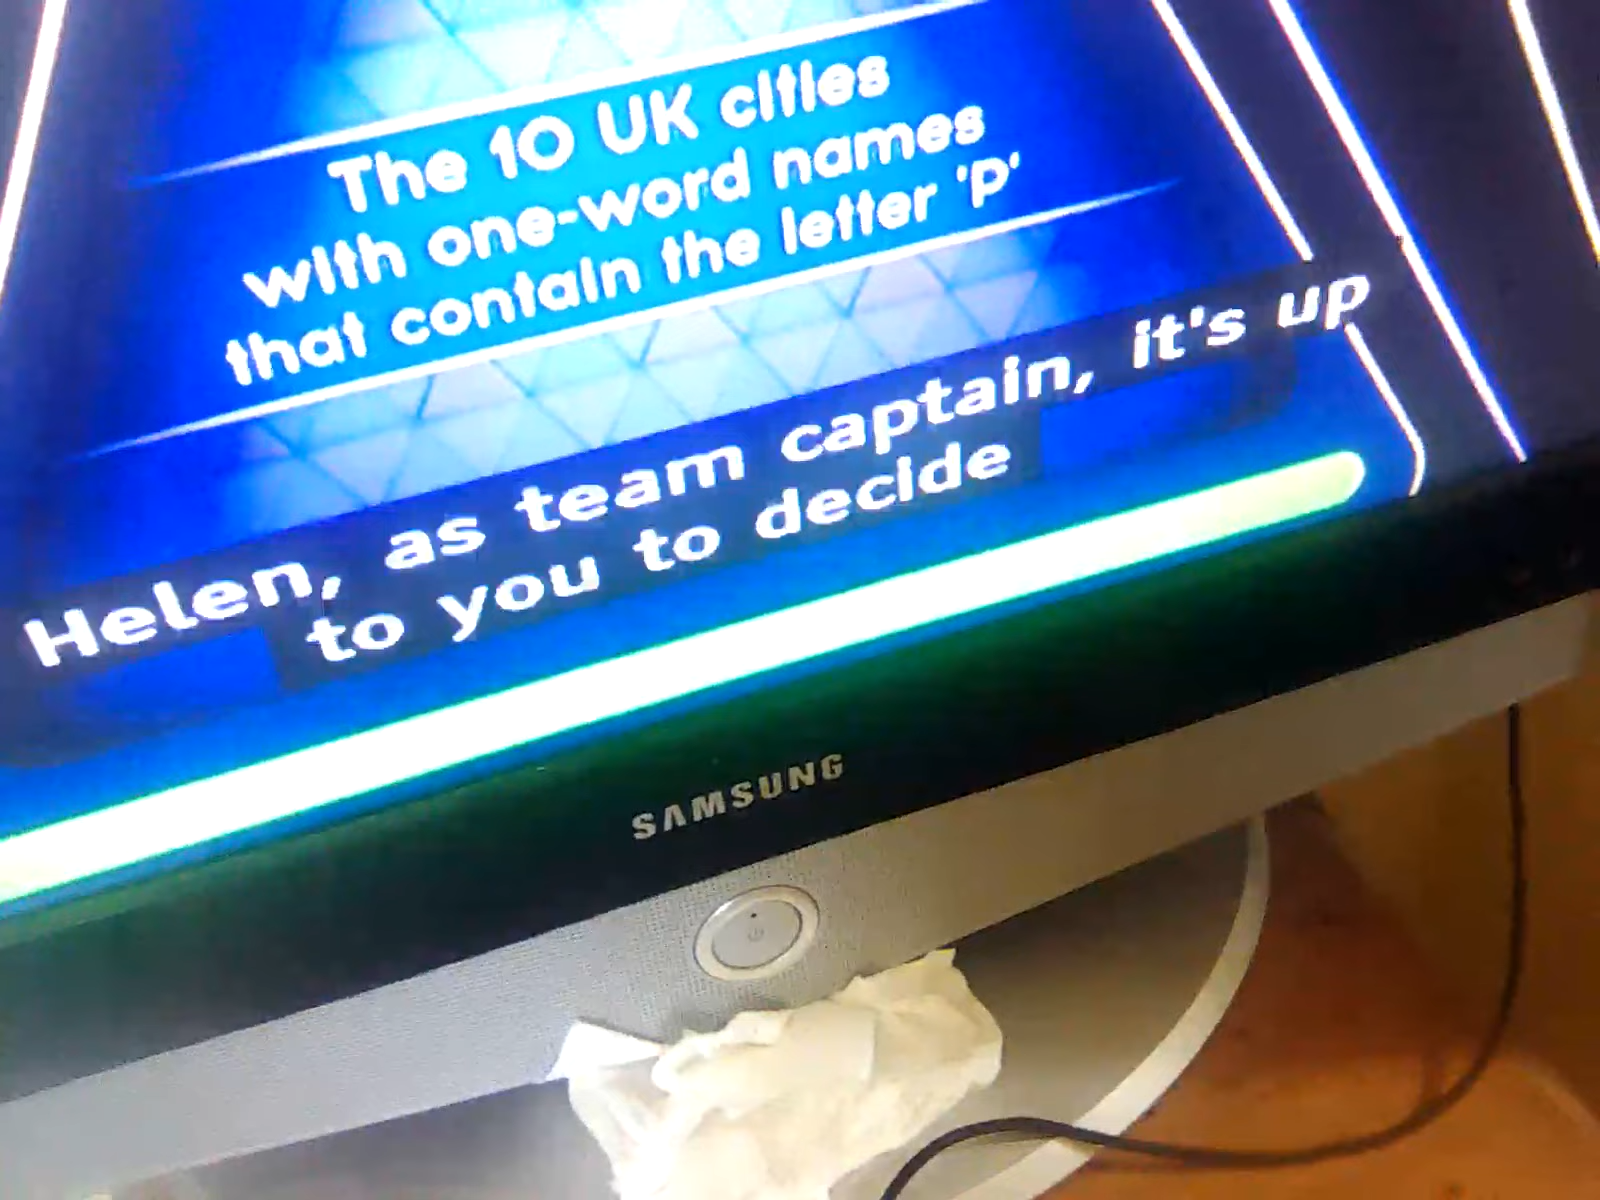 The 10 UK cities
with one-word names
that contain the letter 'p'
Helen, as team captain, it's up
to you to decide
SAMSUNG